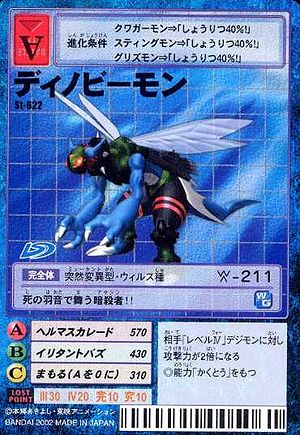 A
進化条件
クワガーモン⇒「しょうりつ40%!」
スティングモン⇒「しょうりつ40%!」
グリズモン⇒「しょうりつ40%!」
ディノビーモン
St-622
完全体 突然変異型・ウィルス種 W-211
死の羽音で舞う暗殺者!!
WG
A ヘルマスカレード 570
B イリタントバズ 430
C まもる(Aを0に) 310
相手「レベルⅣ」デジモンに対し
攻撃力が2倍になる
◎能力「かくとう」をもつ
LOST POINT Ⅲ30 Ⅳ20 完10 究10
©本郷あきよし・東映アニメーション
BANDAI 2002 MADE IN JAPAN